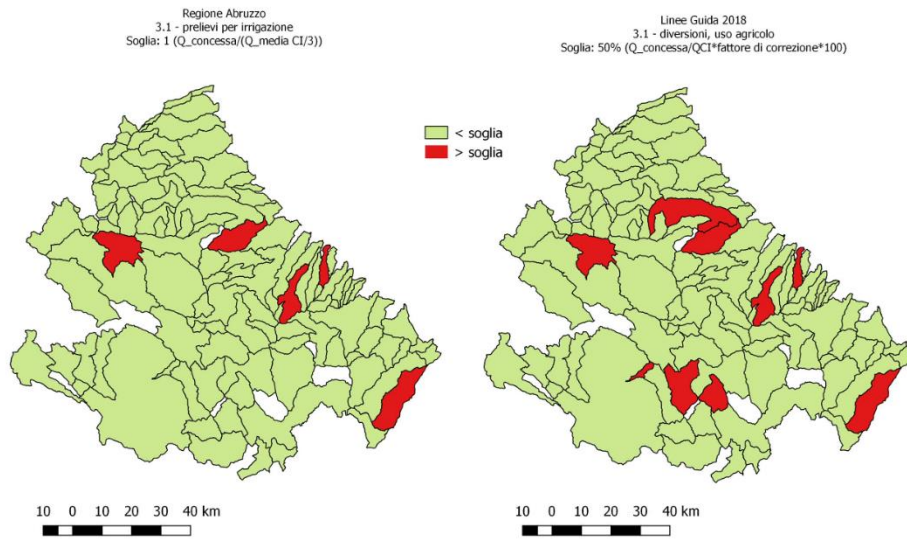 Regione Abruzzo
3.1 - prelievi per irrigazione
Soglia: 1 (Q_concessa/(Q_media CI/3))
Linee Guida 2018
3.1 - diversioni, uso agricolo
Soglia: 50% (Q_concessa/QCI*fattore di correzione*100)
< soglia
> soglia
10 0 10 20 30 40 km
10 0 10 20 30 40 km